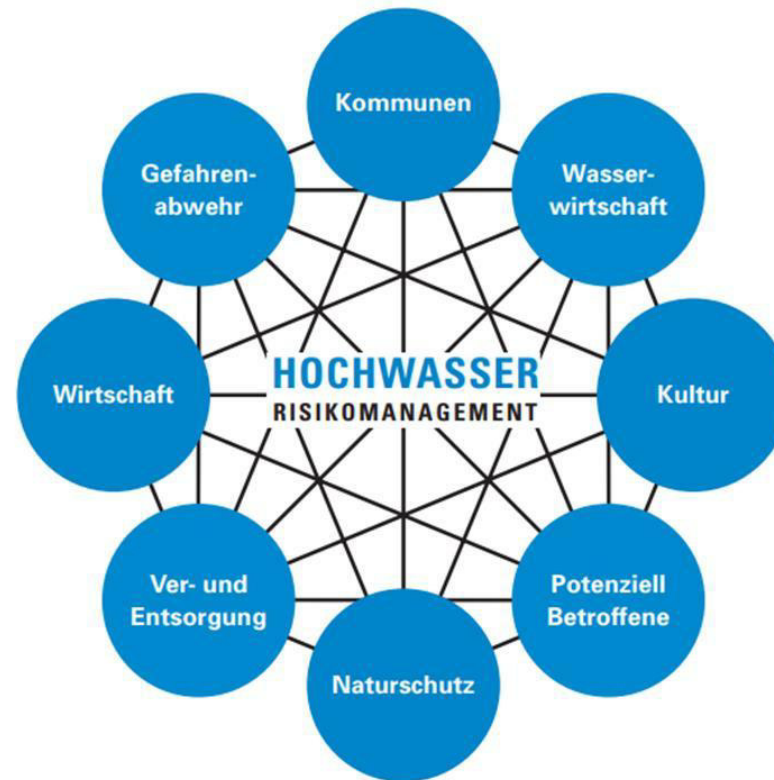 Kommunen
Gefahren-
abwehr
Wasser-
wirtschaft
Wirtschaft
HOCHWASSER
RISIKOMANAGEMENT
Kultur
Ver- und
Entsorgung
Potenziell
Betroffene
Naturschutz